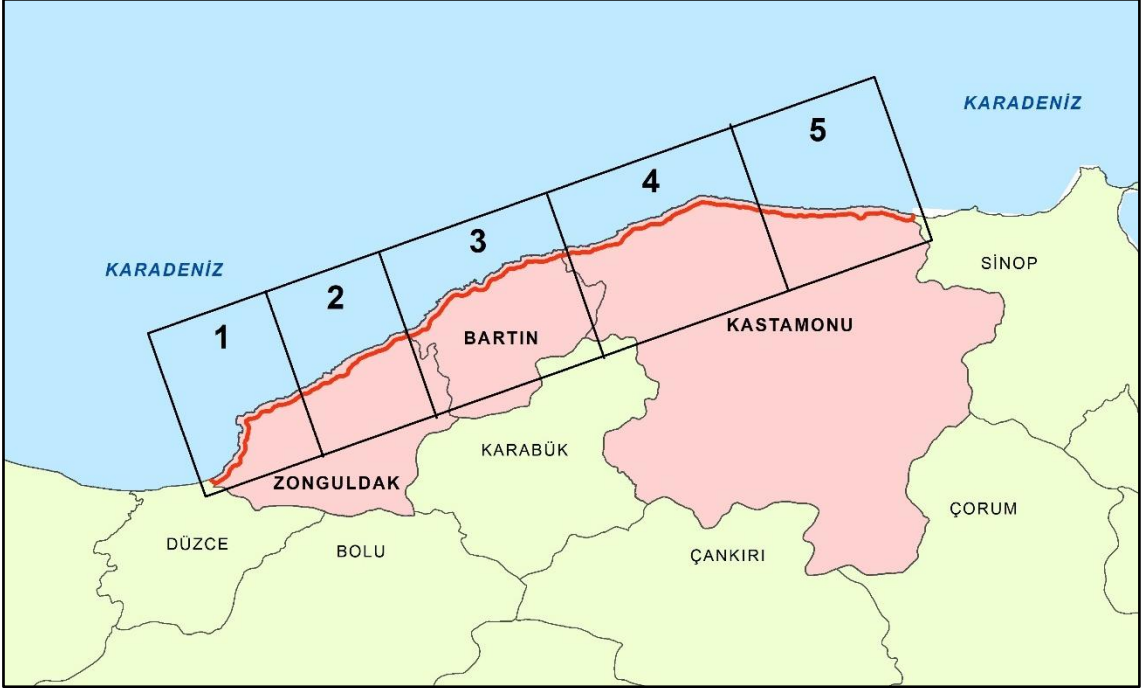 KARADENİZ
5
4
3
KARADENİZ
SİNOP
2
1
KASTAMONU
BARTIN
KARABÜK
ZONGULDAK
ÇORUM
DÜZCE
BOLU
ÇANKIRI